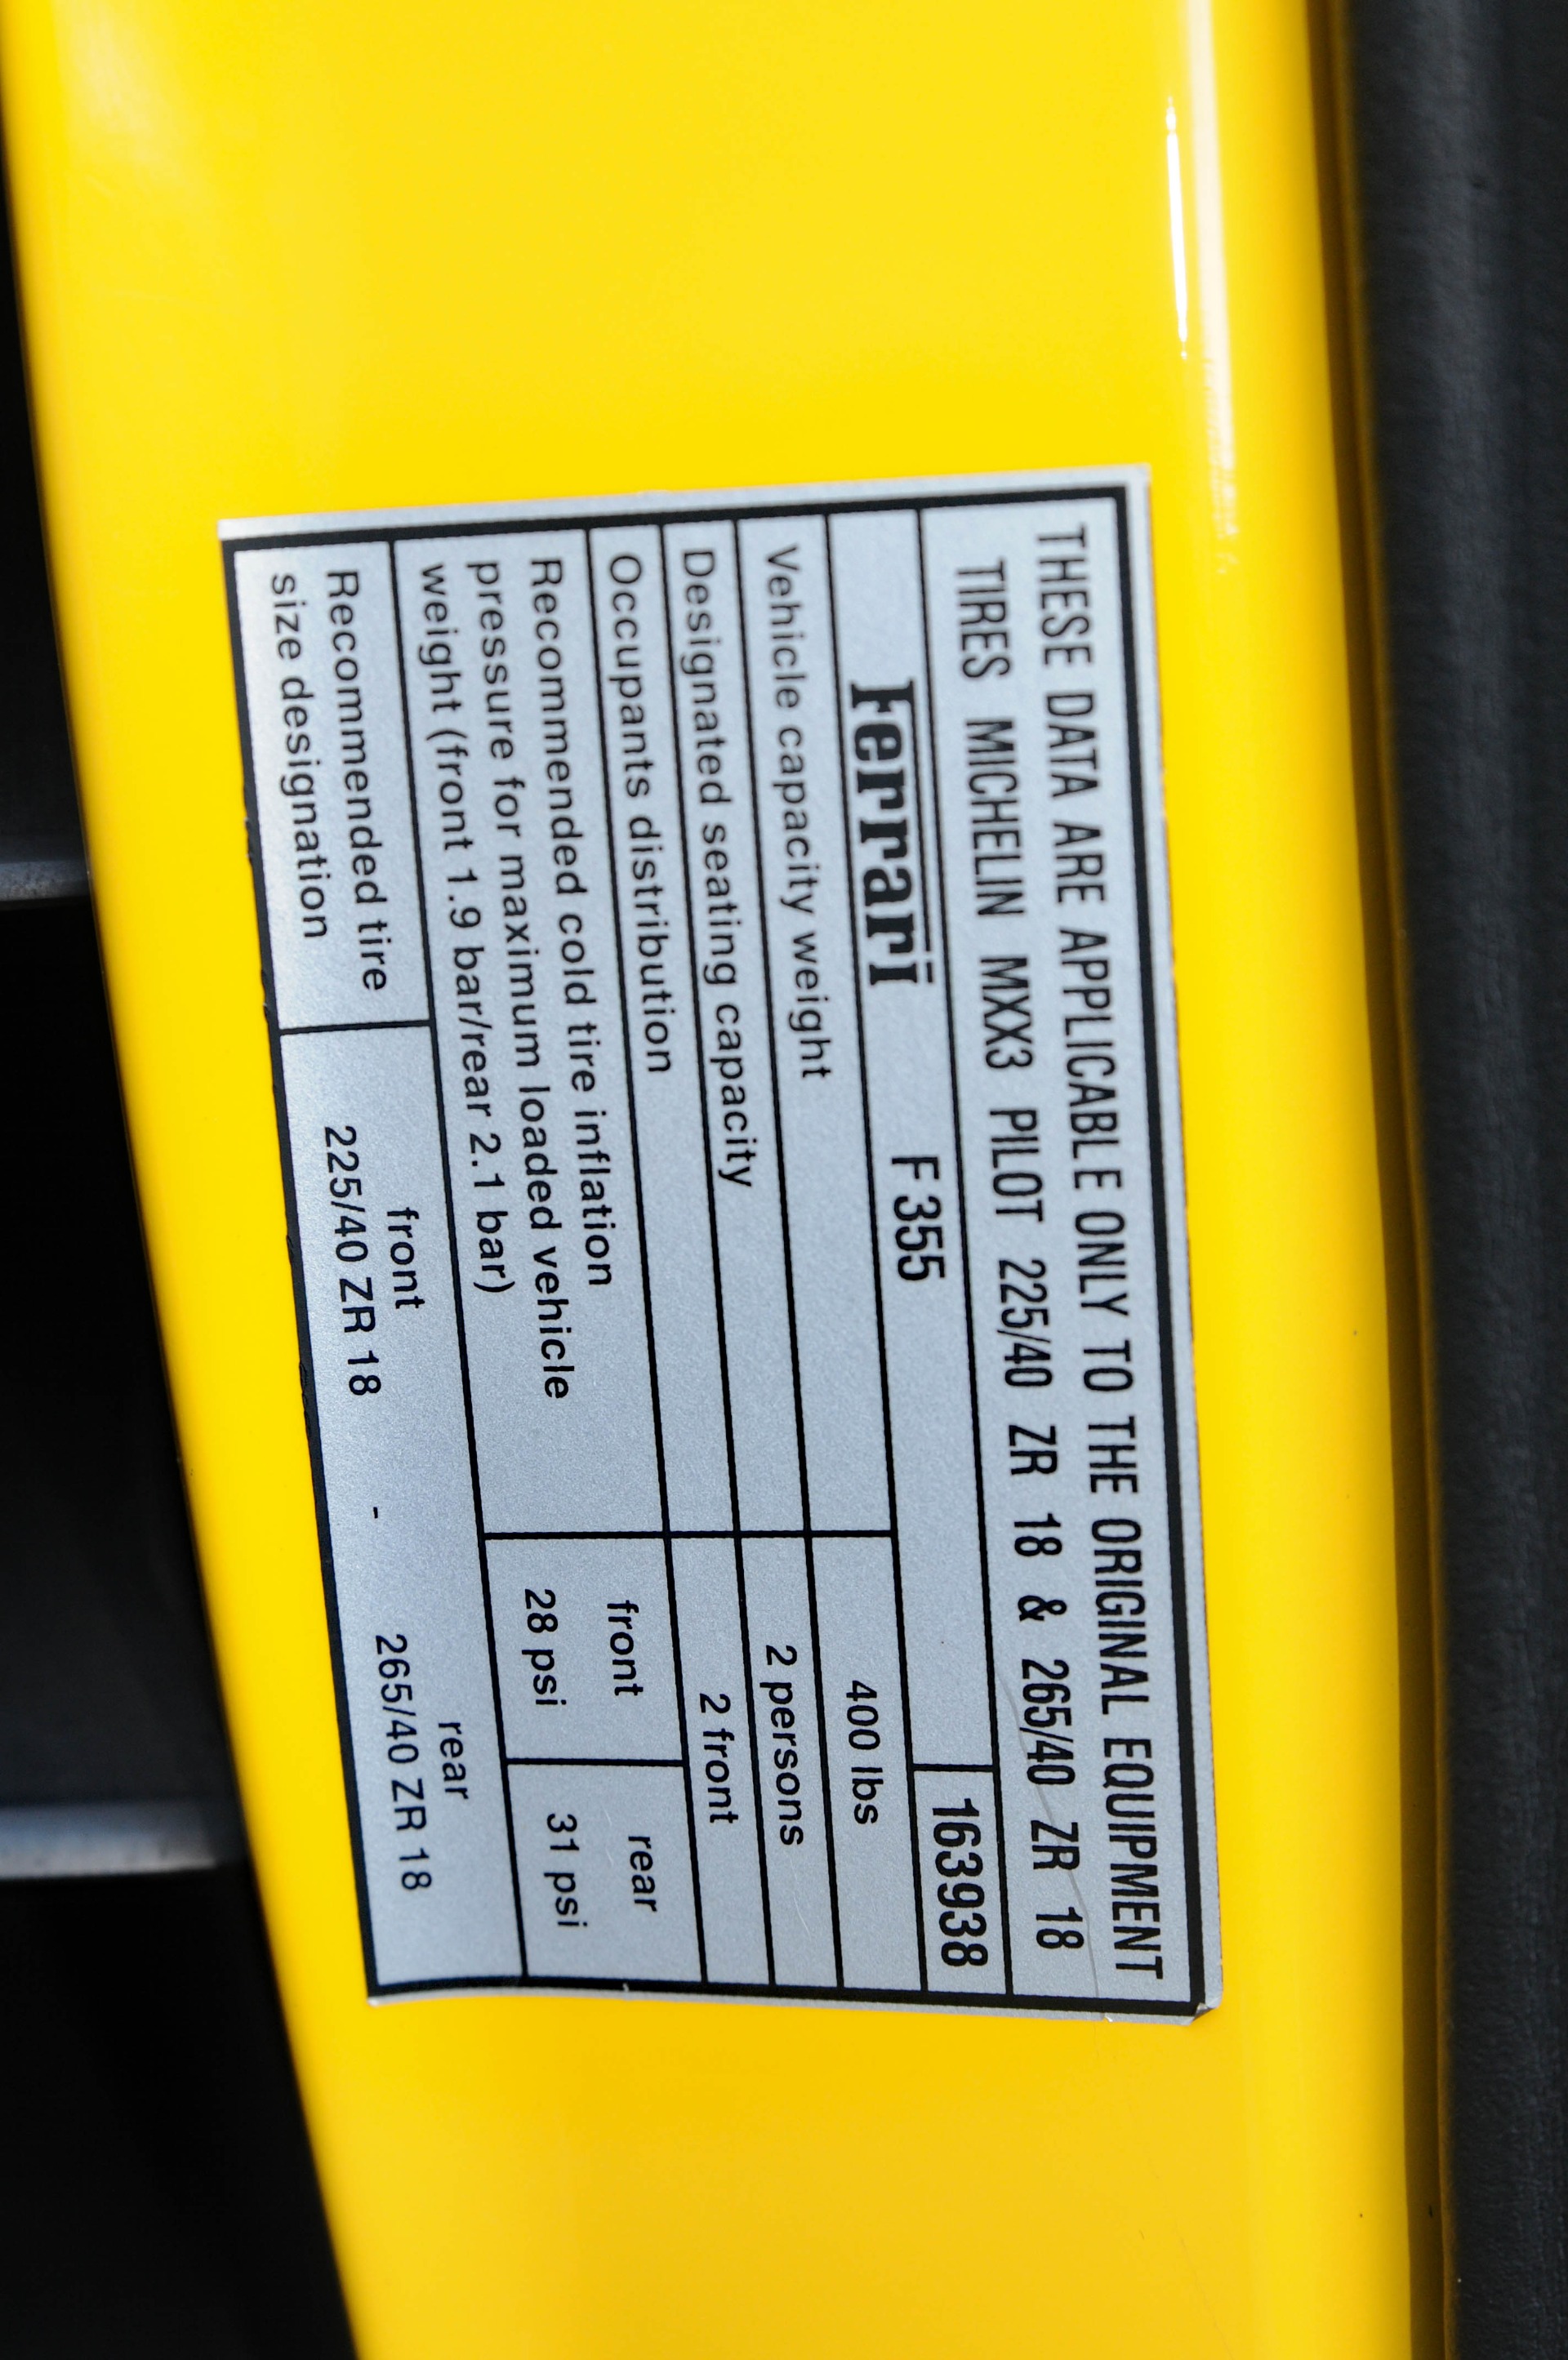 THESE DATA ARE APPLICABLE ONLY TO THE ORIGINAL EQUIPMENT
TIRES MICHELIN MXX3 PILOT 225/40 ZR 18 & 265/40 ZR 18
Ferrari F 355 163938
Vehicle capacity weight 400 lbs
Designated seating capacity 2 persons
Occupants distribution 2 front
Recommended cold tire inflation front rear
pressure for maximum loaded vehicle 28 psi 31 psi
weight (front 1.9 bar/rear 2.1 bar)
Recommended tire front rear
size designation 225/40 ZR 18 - 265/40 ZR 18